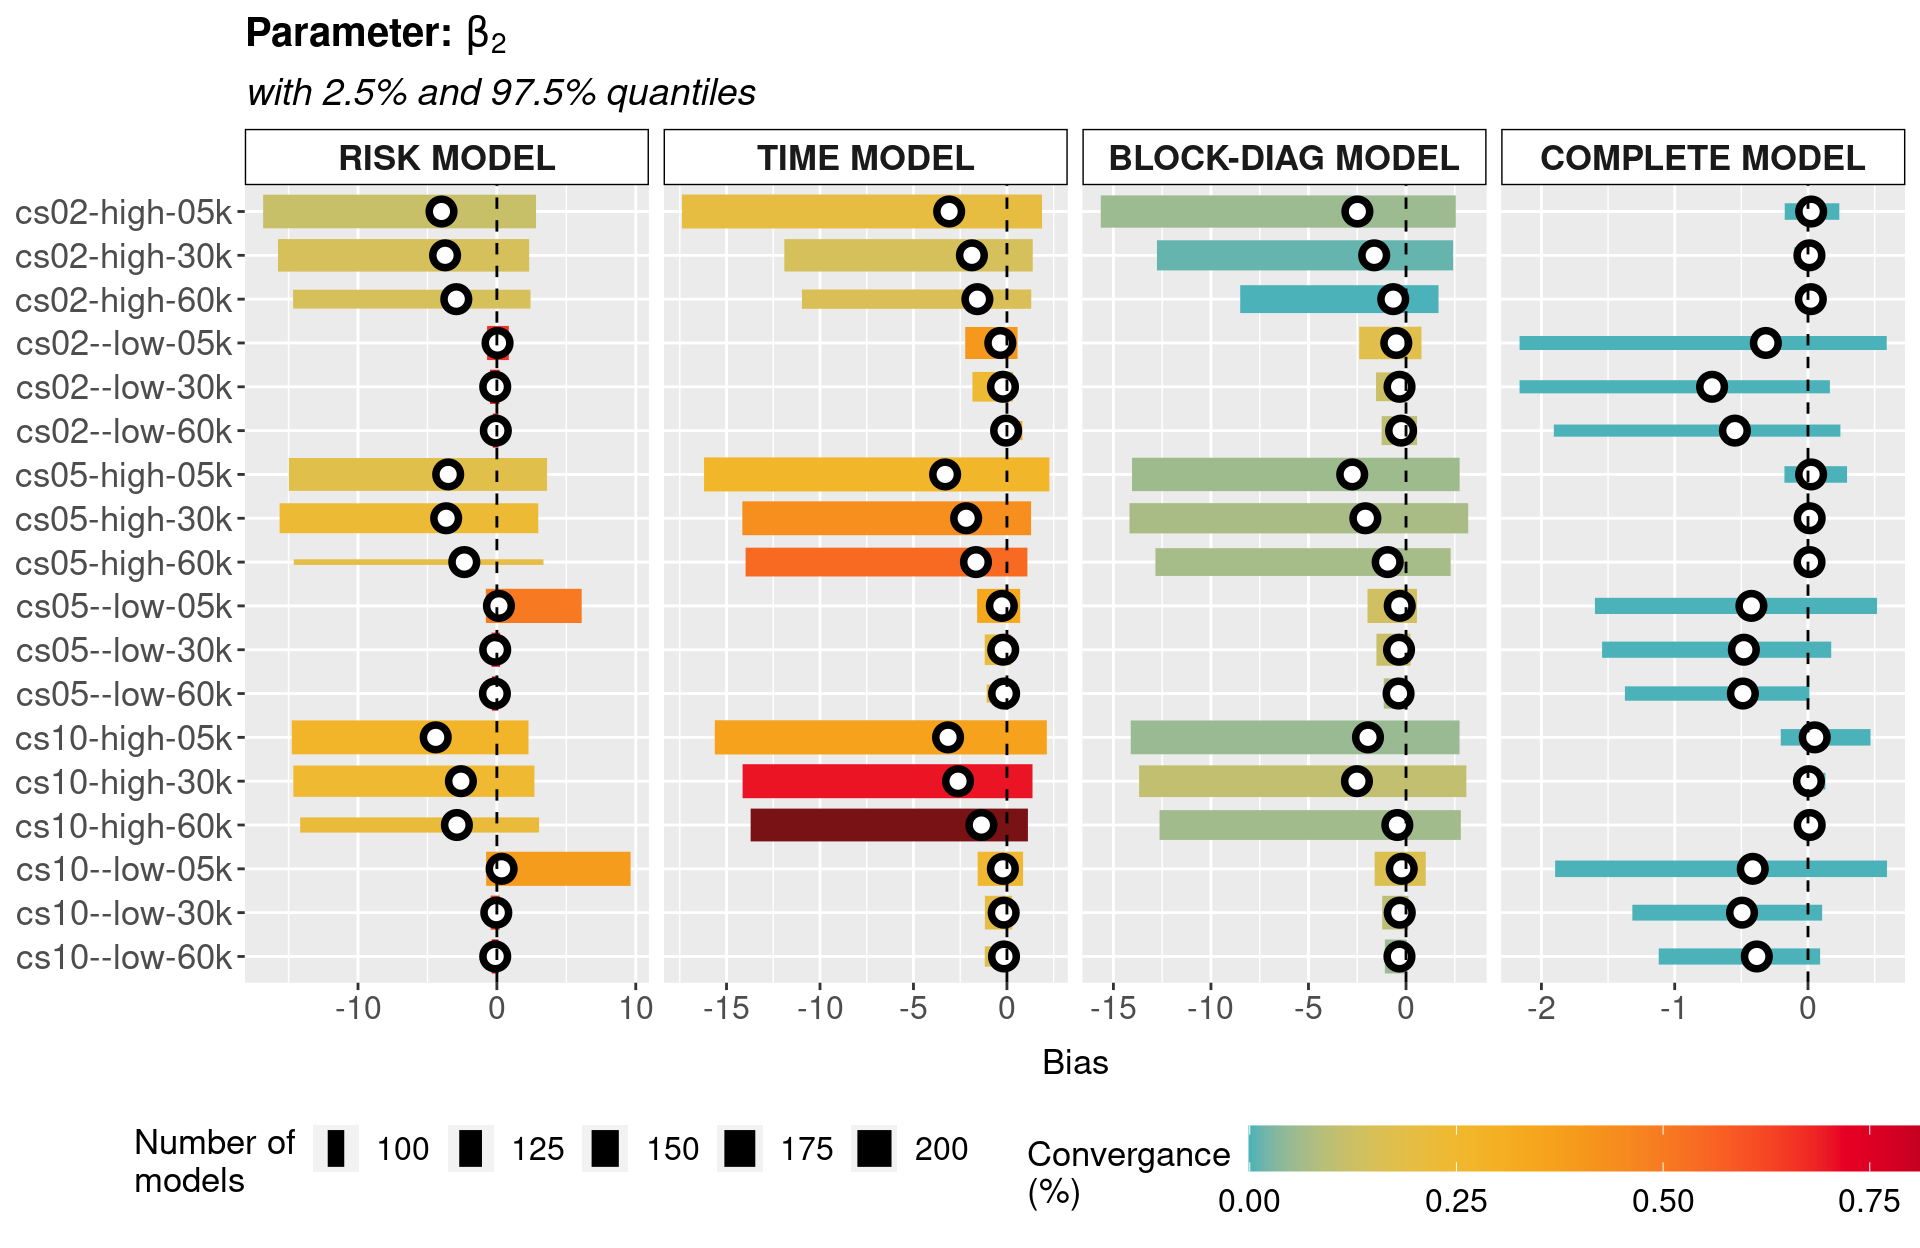 Parameter: β₂
with 2.5% and 97.5% quantiles
RISK MODEL TIME MODEL BLOCK-DIAG MODEL COMPLETE MODEL
cs02-high-05k
cs02-high-30k
cs02-high-60k
cs02--low-05k
cs02--low-30k
cs02--low-60k
cs05-high-05k
cs05-high-30k
cs05-high-60k
cs05--low-05k
cs05--low-30k
cs05--low-60k
cs10-high-05k
cs10-high-30k
cs10-high-60k
cs10--low-05k
cs10--low-30k
cs10--low-60k
-10 0 10 -15 -10 -5 0 -15 -10 -5 0 -2 -1 0
Bias
Number of models 100 125 150 175 200
Convergance (%) 0.00 0.25 0.50 0.75